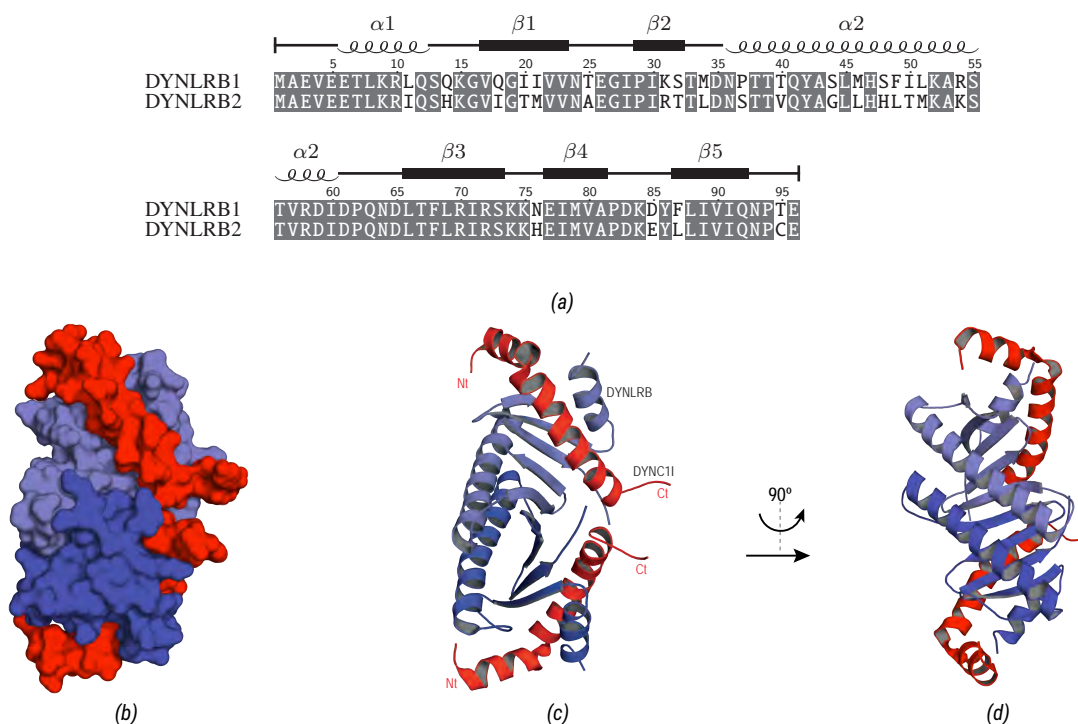 α1 β1 β2 α2
5 10 15 20 25 30 35 40 45 50 55
DYNLRB1 MAEVEETLKRLQSQKGVQGIIVVNTEGIPIKSTMDNPTTTQYASLMHSFILKARS
DYNLRB2 MAEVEETLKRIQSHKGVIGTMVVNAEGIPIRTTLDNSTTVQYAGLLHHLTMKAKS
α2 β3 β4 β5
60 65 70 75 80 85 90 95
DYNLRB1 TVRDIDPQNDLTFLRIRSKKNEIMVAPDKDYFLIVIQNPTE
DYNLRB2 TVRDIDPQNDLTFLRIRSKKHEIMVAPDKEYLLIVIQNPCE
(a)
Nt
DYNLRB
DYNC1I
Ct
90º
Ct
Nt
(b) (c) (d)